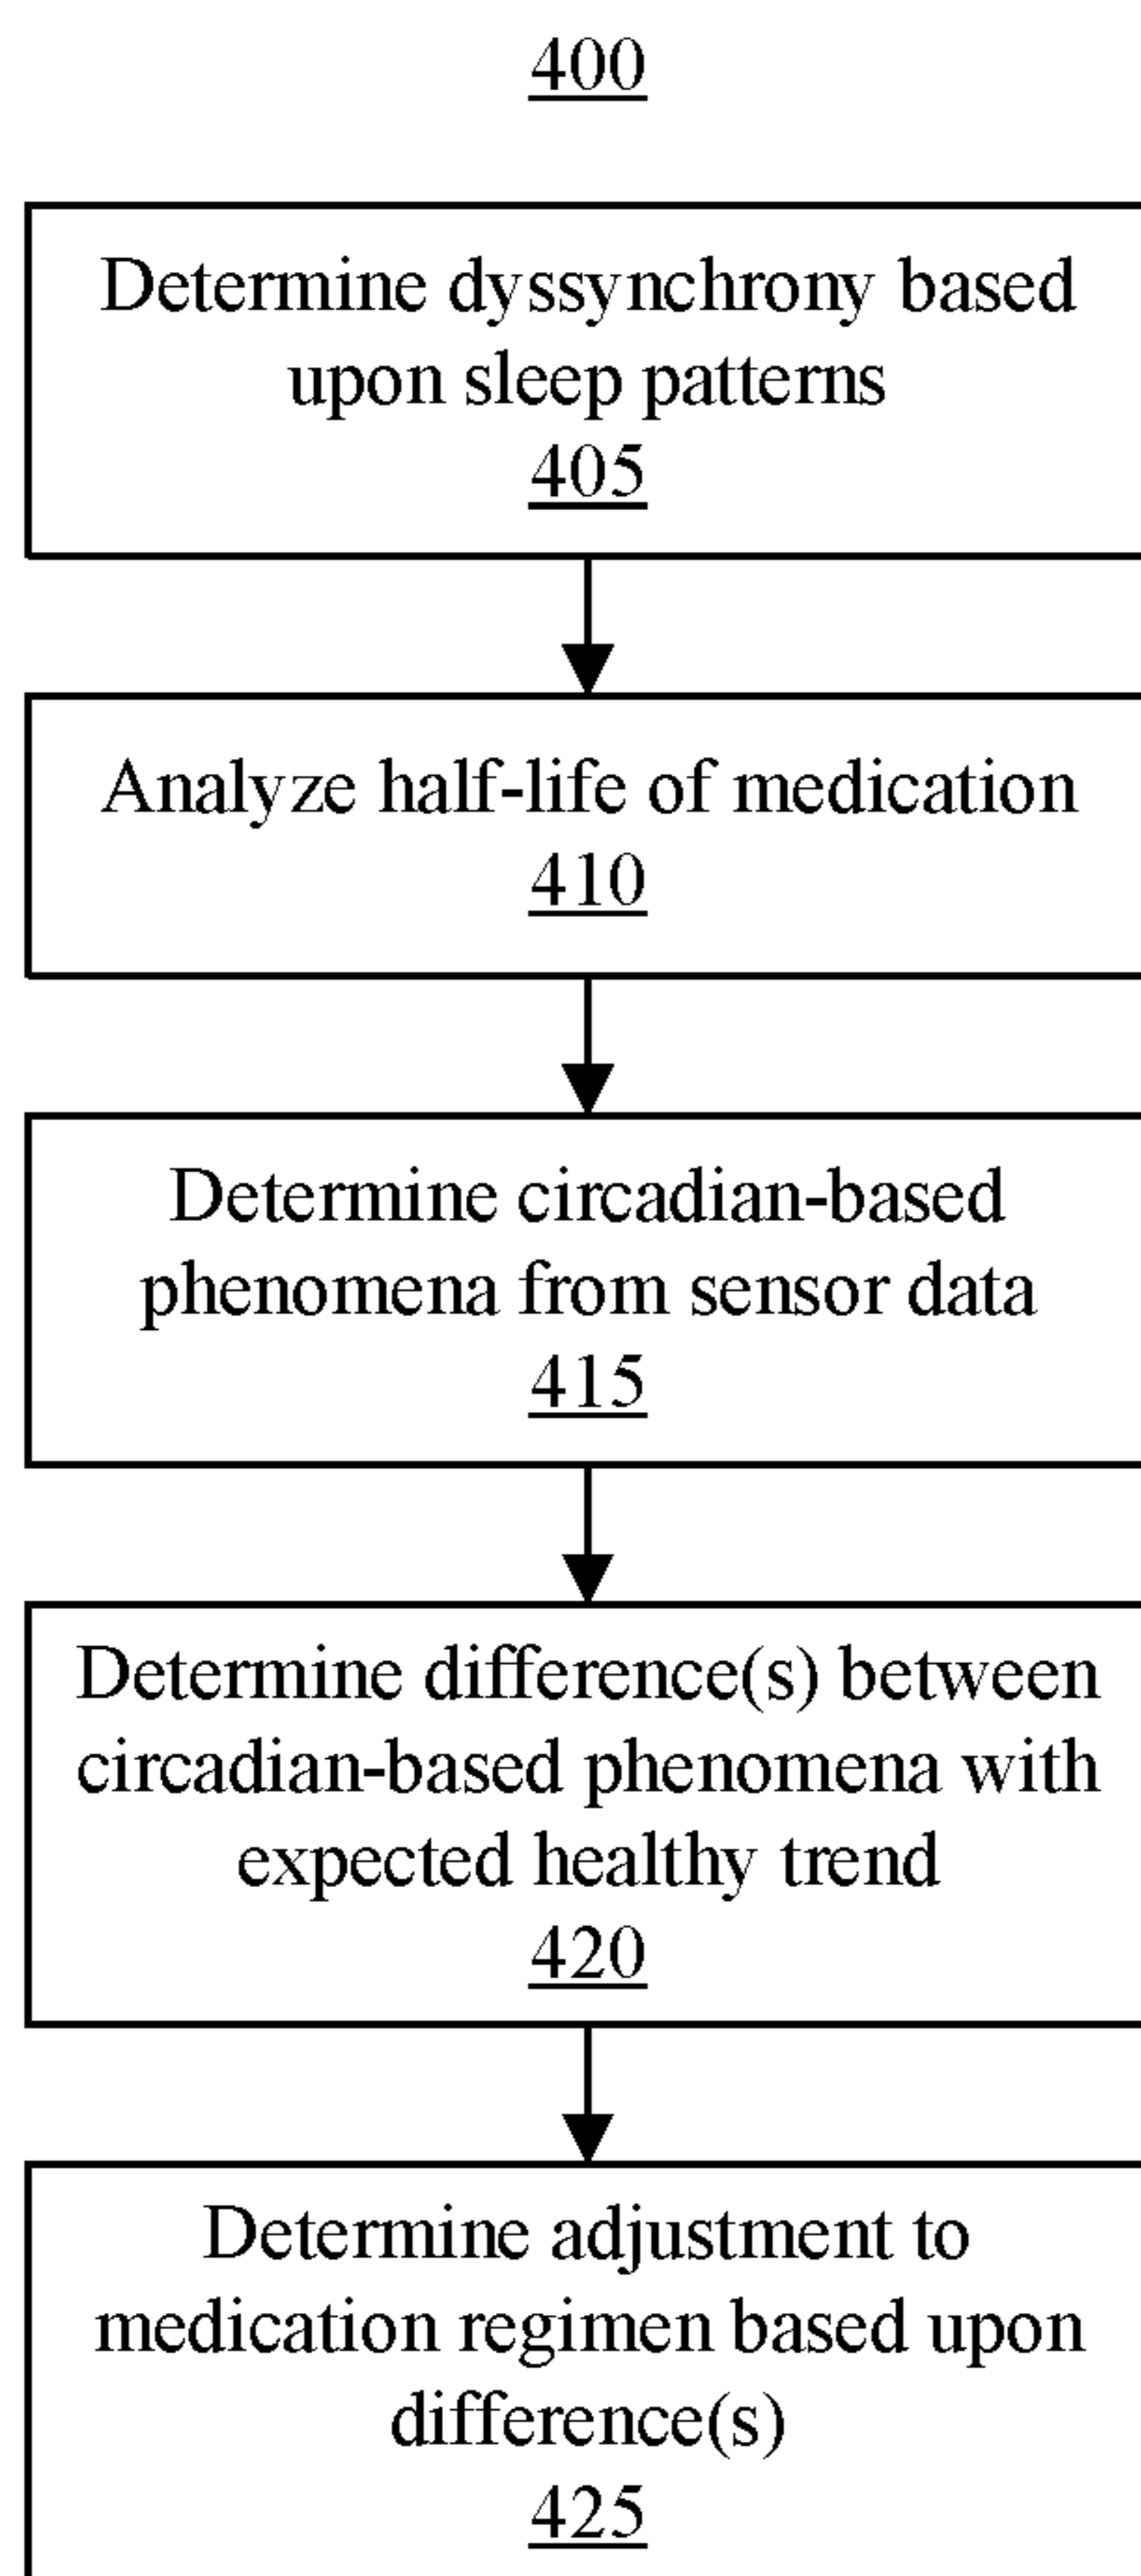 400
Determine dyssynchrony based
upon sleep patterns
405
Analyze half-life of medication
410
Determine circadian-based
phenomena from sensor data
415
Determine difference(s) between
circadian-based phenomena with
expected healthy trend
420
Determine adjustment to
medication regimen based upon
difference(s)
425